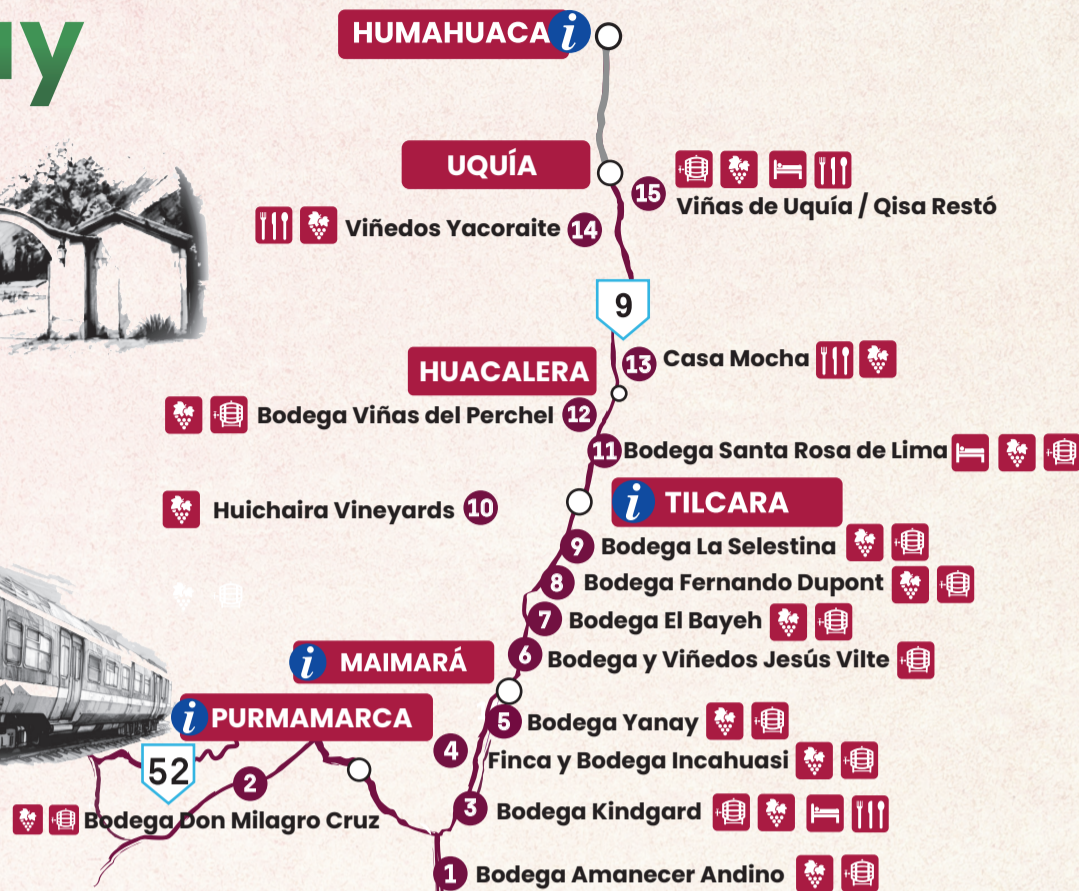 ay
HUMAHUACA i
UQUÍA
15
Viñas de Uquía / Qisa Restó
Viñedos Yacoraite 14
9
13 Casa Mocha
HUACALERA
Bodega Viñas del Perchel 12
11 Bodega Santa Rosa de Lima
i TILCARA
Huichaira Vineyards 10
9 Bodega La Selestina
8 Bodega Fernando Dupont
7 Bodega El Bayeh
6 Bodega y Viñedos Jesús Vilte
i MAIMARÁ
i PURMAMARCA
5 Bodega Yanay
4 Finca y Bodega Incahuasi
52
2
3 Bodega Kindgard
Bodega Don Milagro Cruz
1 Bodega Amanecer Andino